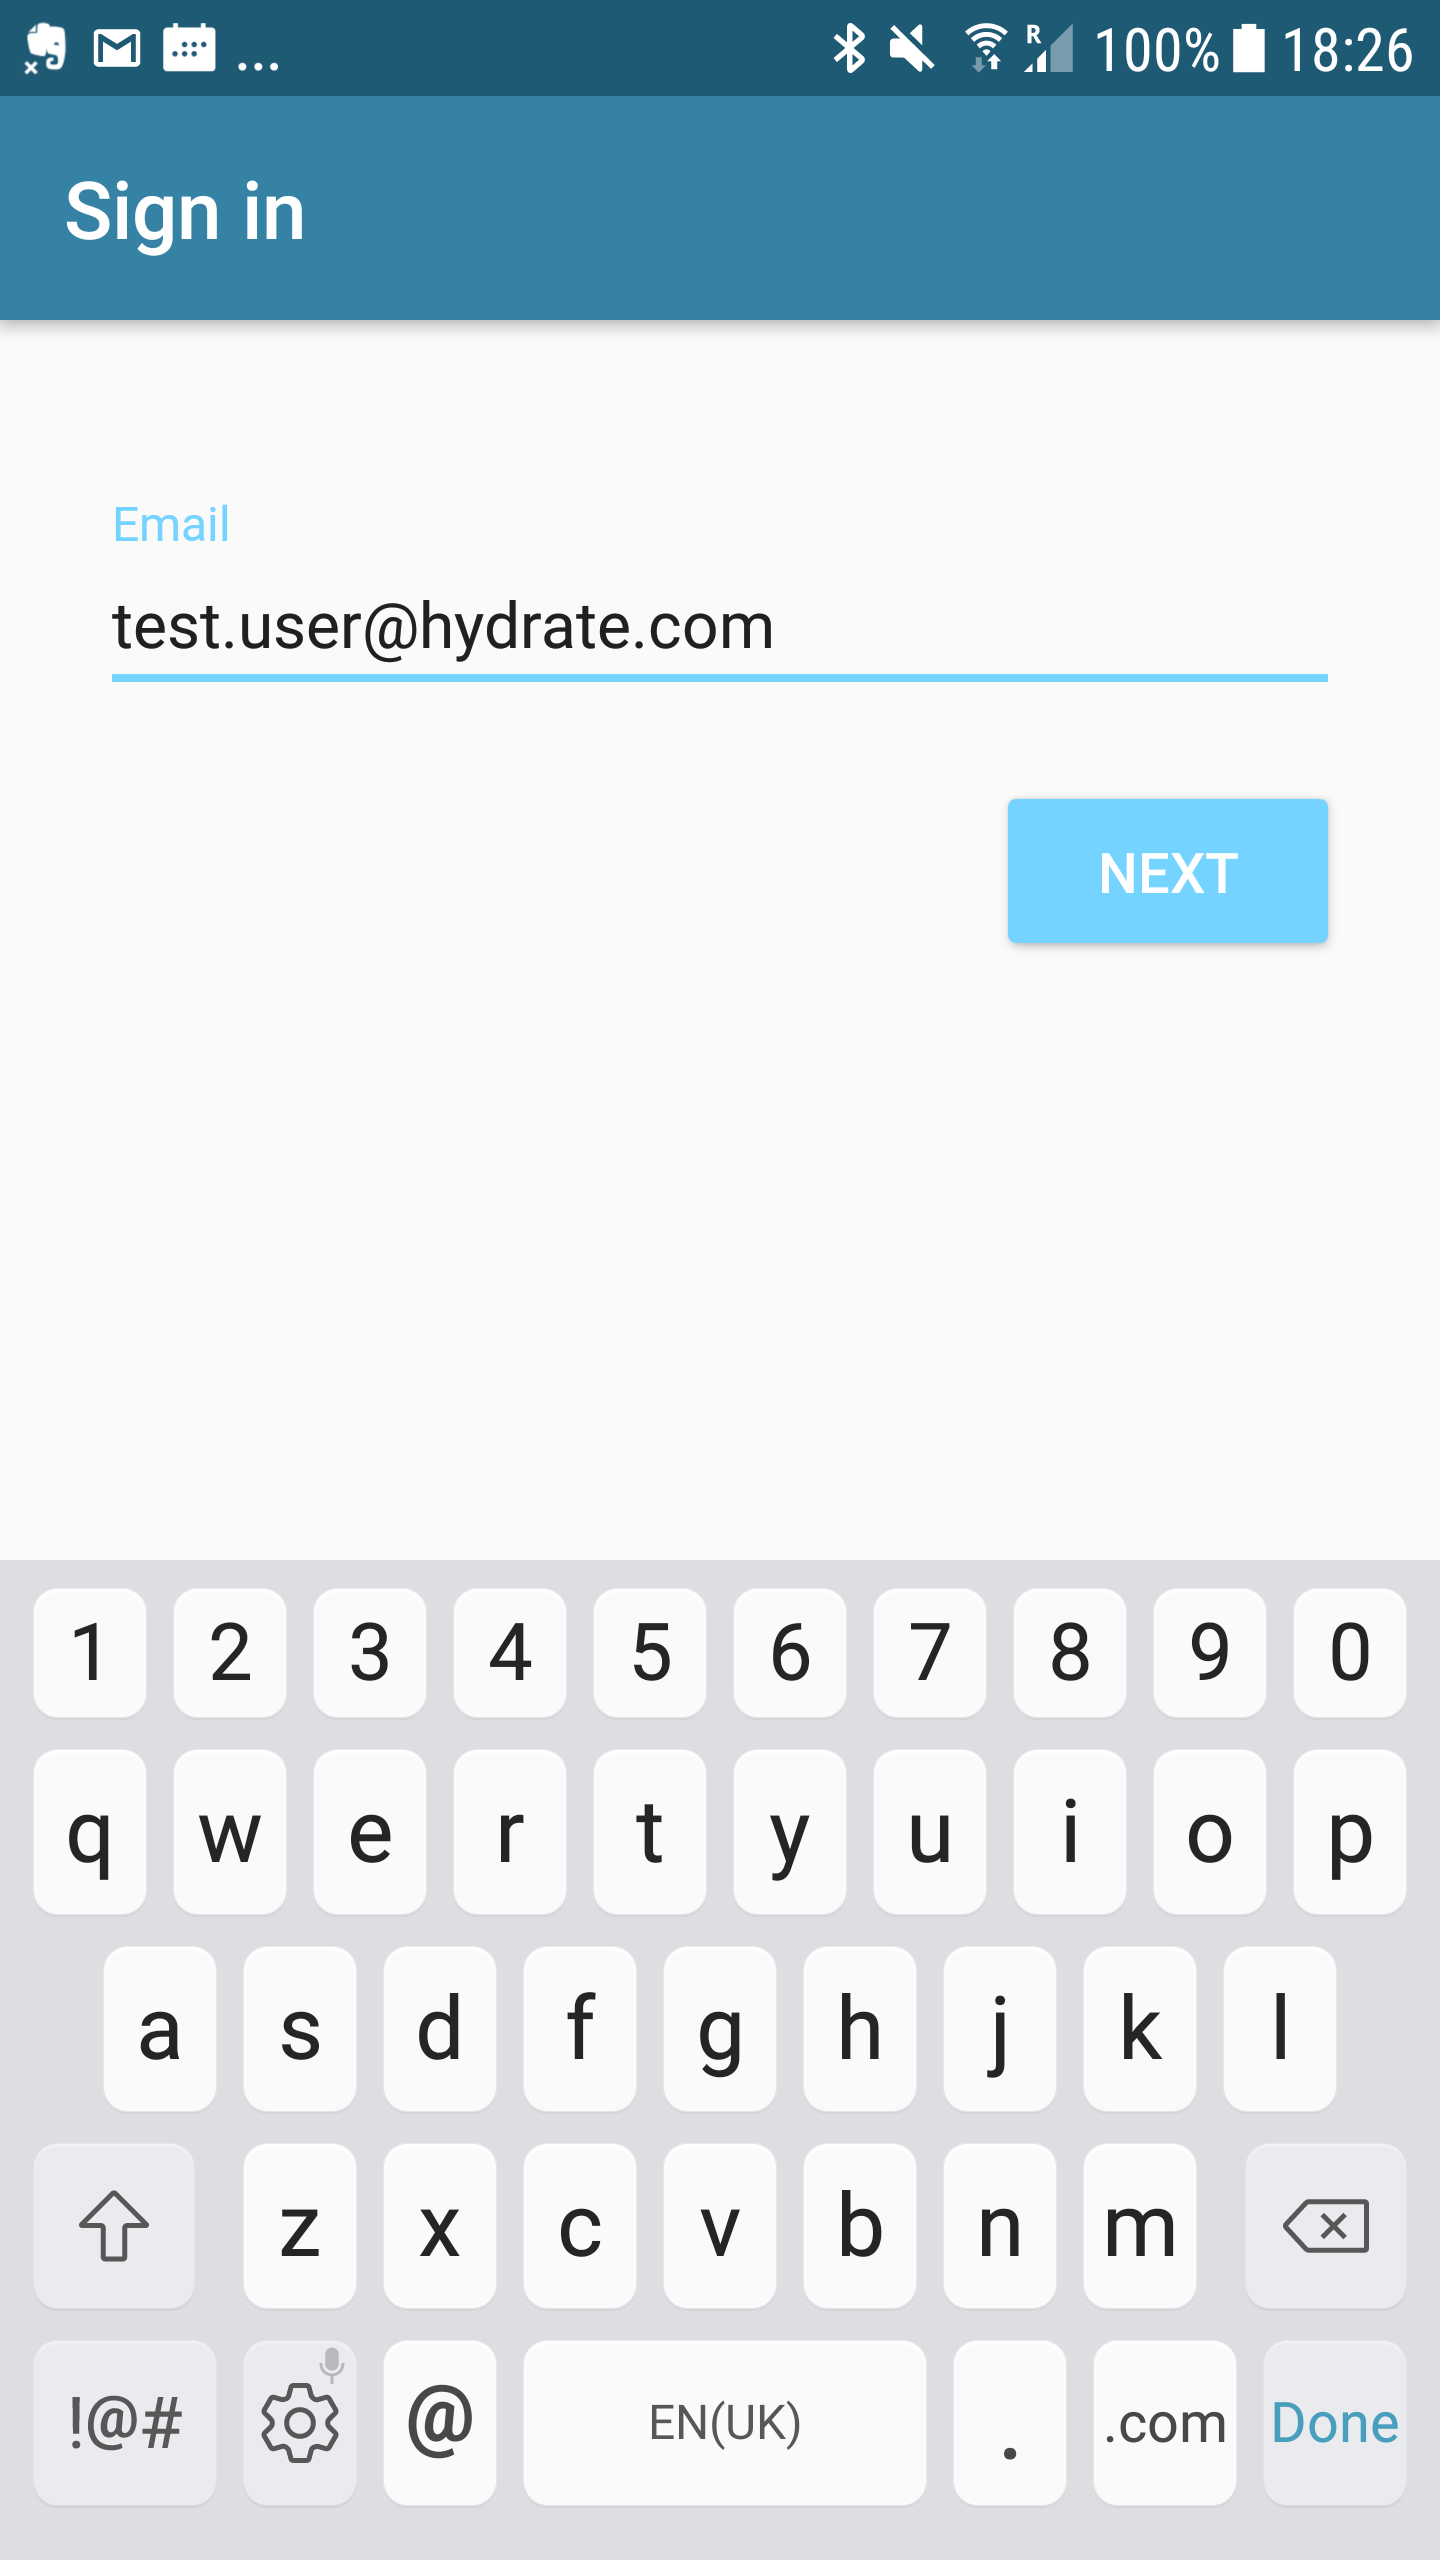 ... R 100% 18:26
Sign in
Email
test.user@hydrate.com
NEXT
1 2 3 4 5 6 7 8 9 0
q w e r t y u i o p
a s d f g h j k l
z x c v b n m
!@# @ EN(UK) . .com Done